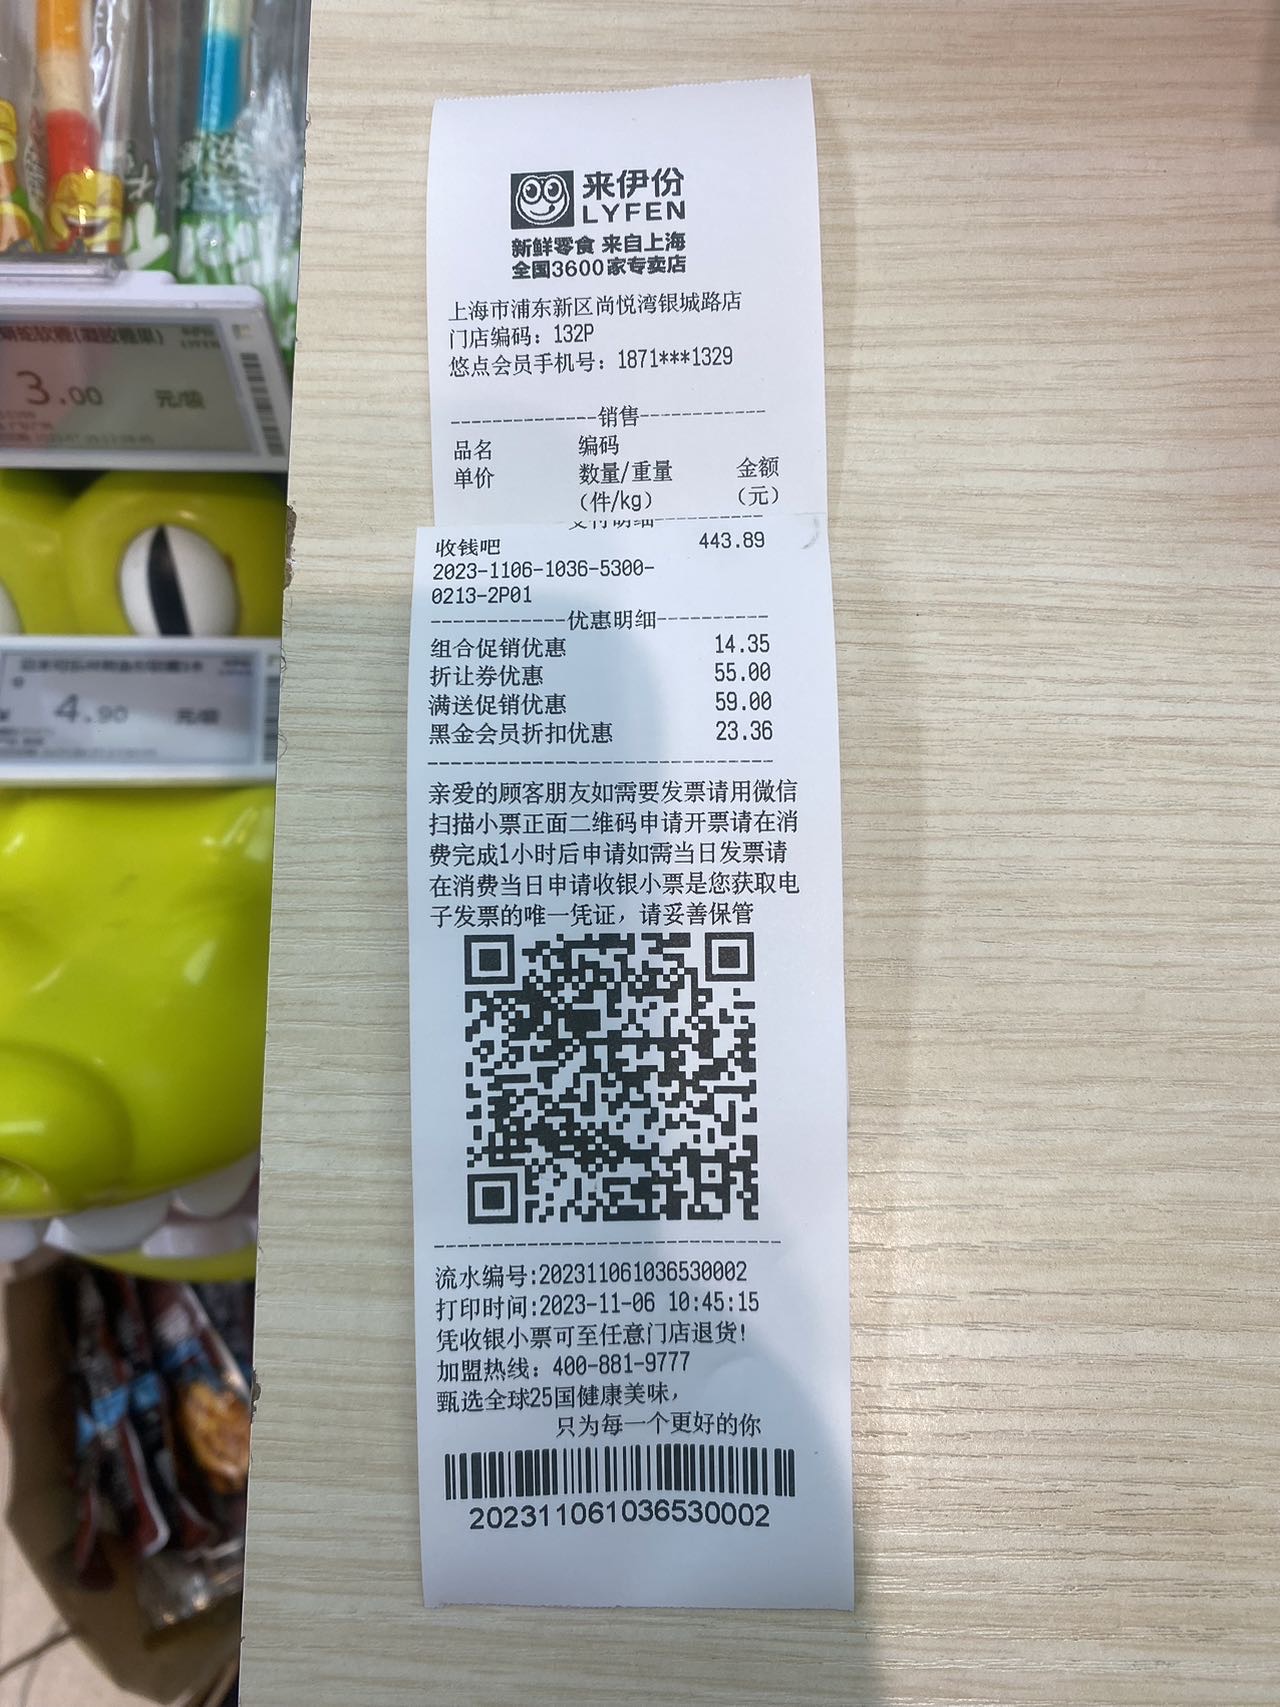 来伊份
LYFEN
新鲜零食 来自上海
全国3600家专卖店
上海市浦东新区尚悦湾银城路店
门店编码：132P
悠点会员手机号：1871***1329
-------------销售------------
品名 编码
单价 数量/重量 金额
（件/kg） （元）
收钱吧 443.89
2023-1106-1036-5300-
0213-2P01
------------优惠明细----------
组合促销优惠 14.35
折让券优惠 55.00
满送促销优惠 59.00
黑金会员折扣优惠 23.36
亲爱的顾客朋友如需要发票请用微信
扫描小票正面二维码申请开票请在消
费完成1小时后申请如需当日发票请
在消费当日申请收银小票是您获取电
子发票的唯一凭证，请妥善保管
流水编号:202311061036530002
打印时间:2023-11-06 10:45:15
凭收银小票可至任意门店退货!
加盟热线：400-881-9777
甄选全球25国健康美味，
只为每一个更好的你
202311061036530002
3.00 元/袋
4.90 元/袋